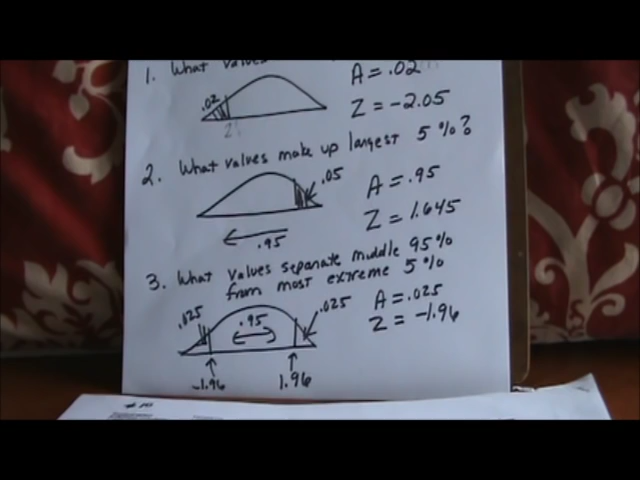 1. What values
A = .02
.02
Z = -2.05
2. What values make up largest 5%?
.05
A = .95
Z = 1.645
.95
3. What values separate middle 95%
from most extreme 5%
.025
.95
.025
A = .025
Z = -1.96
-1.96
1.96